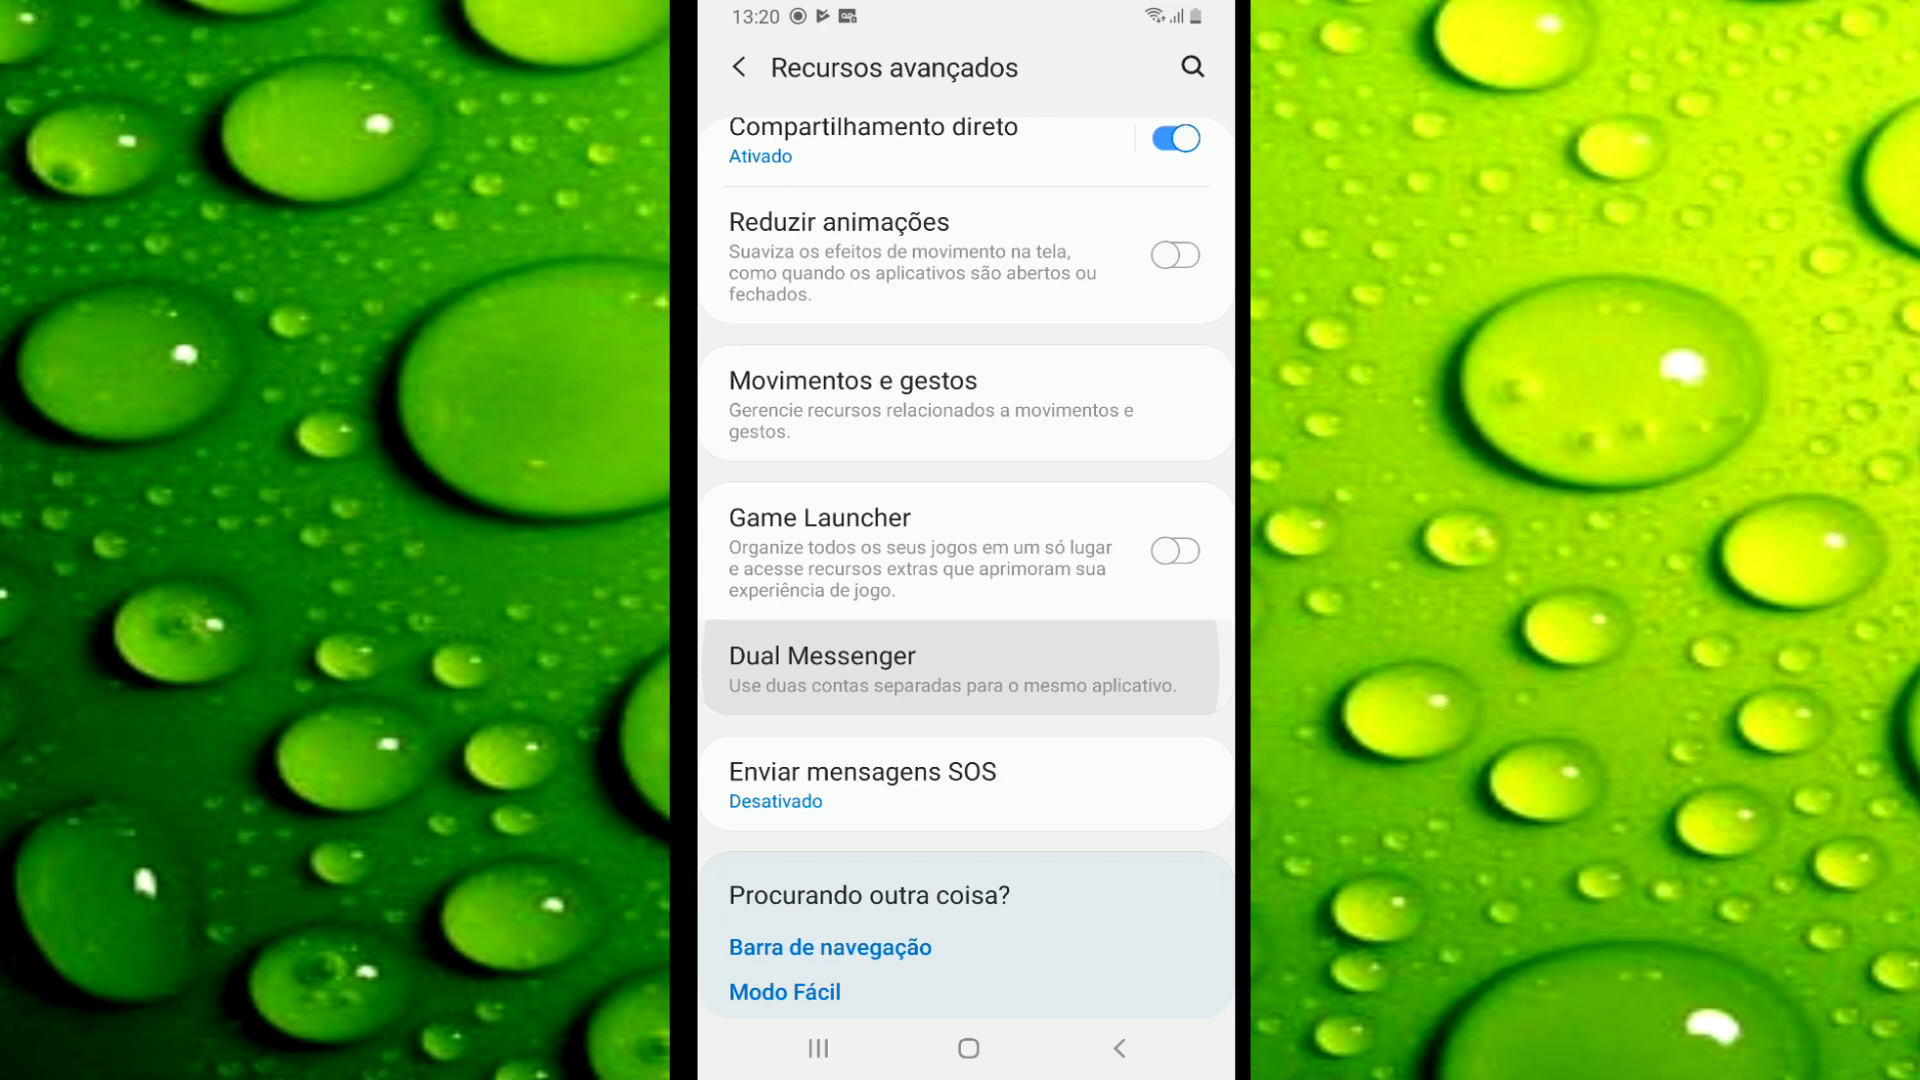 13:20
Recursos avançados
Compartilhamento direto
Ativado
Reduzir animações
Suaviza os efeitos de movimento na tela,
como quando os aplicativos são abertos ou
fechados.
Movimentos e gestos
Gerencie recursos relacionados a movimentos e
gestos.
Game Launcher
Organize todos os seus jogos em um só lugar
e acesse recursos extras que aprimoram sua
experiência de jogo.
Dual Messenger
Use duas contas separadas para o mesmo aplicativo.
Enviar mensagens SOS
Desativado
Procurando outra coisa?
Barra de navegação
Modo Fácil